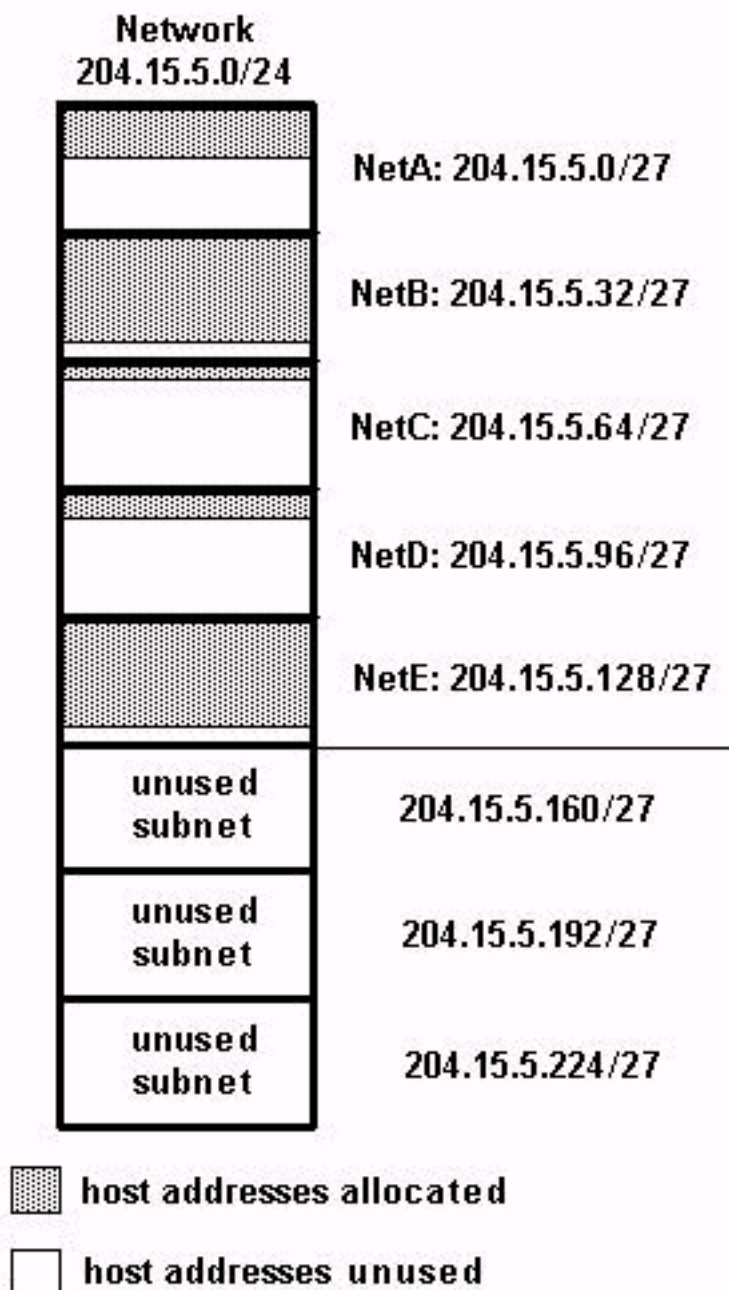 Network
204.15.5.0/24
NetA: 204.15.5.0/27
NetB: 204.15.5.32/27
NetC: 204.15.5.64/27
NetD: 204.15.5.96/27
NetE: 204.15.5.128/27
unused
subnet
204.15.5.160/27
unused
subnet
204.15.5.192/27
unused
subnet
204.15.5.224/27
host addresses allocated
host addresses unused